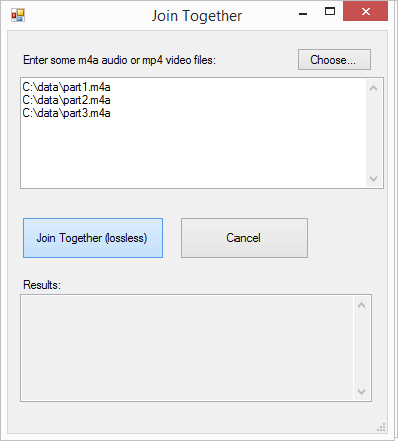 Join Together
Enter some m4a audio or mp4 video files:
Choose...
C:\data\part1.m4a
C:\data\part2.m4a
C:\data\part3.m4a
Join Together (lossless)
Cancel
Results: